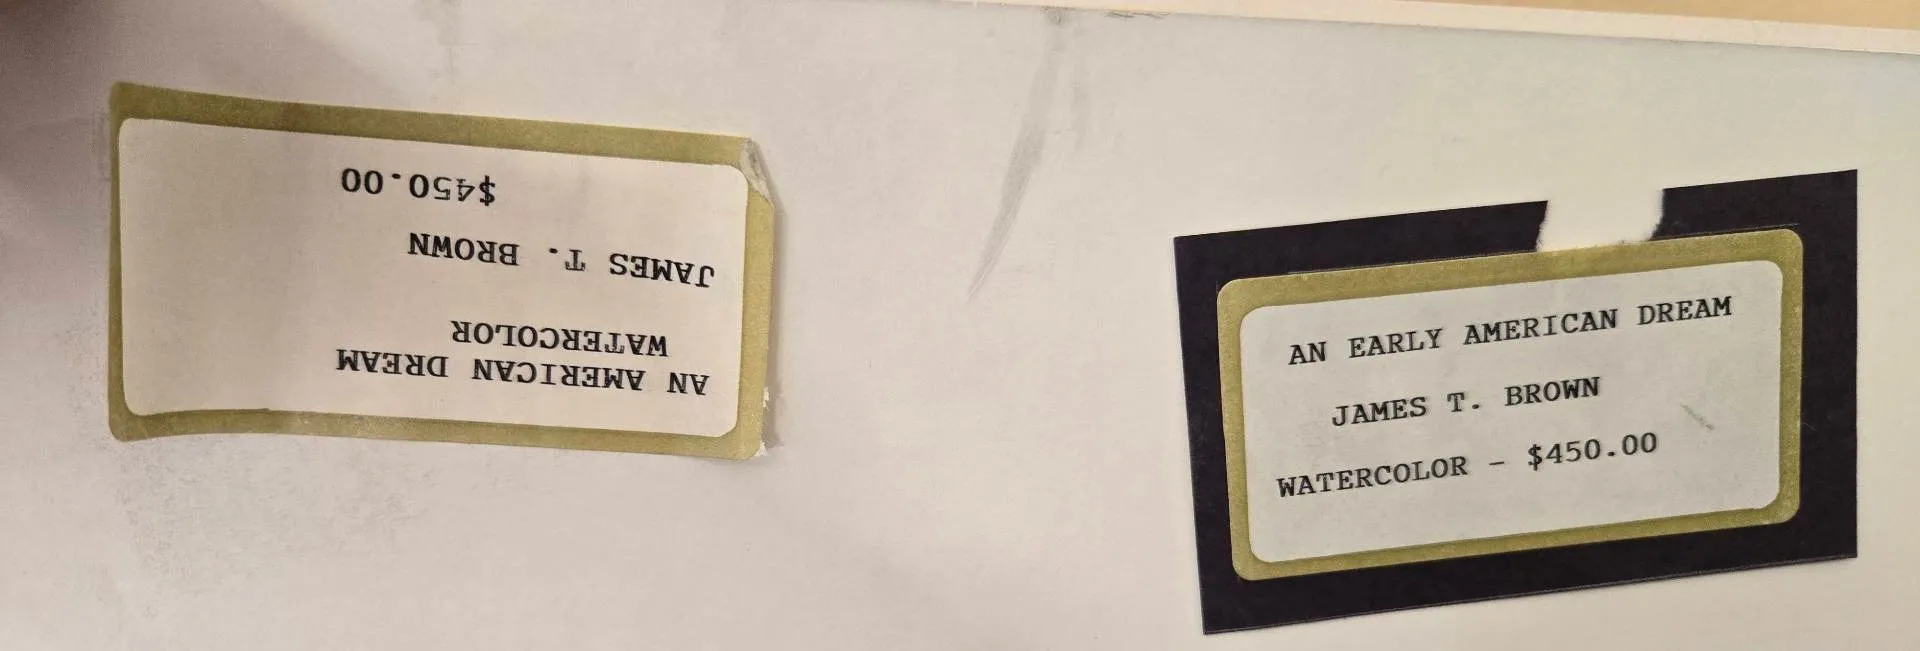 AN AMERICAN DREAM
WATERCOLOR
JAMES T. BROWN
$450.00
AN EARLY AMERICAN DREAM
JAMES T. BROWN
WATERCOLOR - $450.00